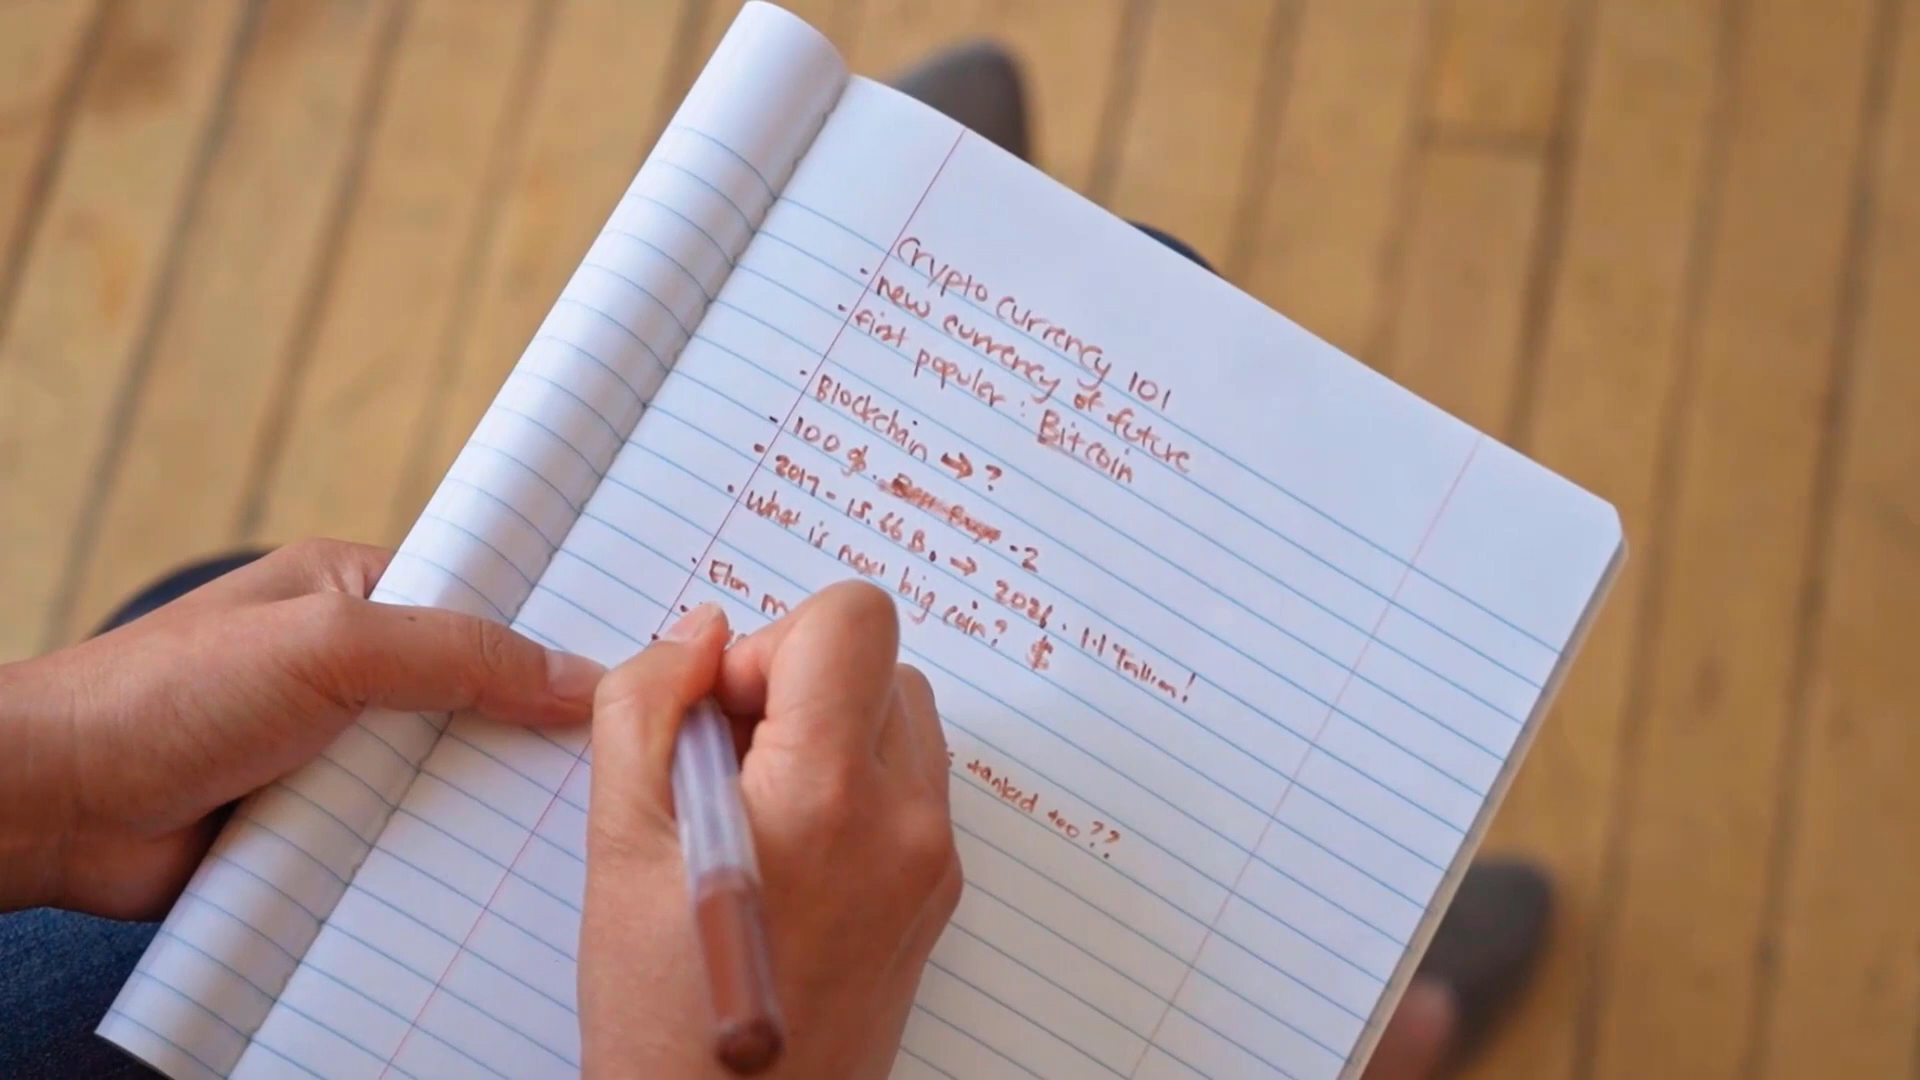 Crypto currency 101
- new currency of future
- first popular : Bitcoin
- Blockchain → ?
- 100 $ . - 2
- 2017 - 15.66B. → 2021 . 1.1 Trillion!
- What is next big coin? $
- Elon m
tanked too ??